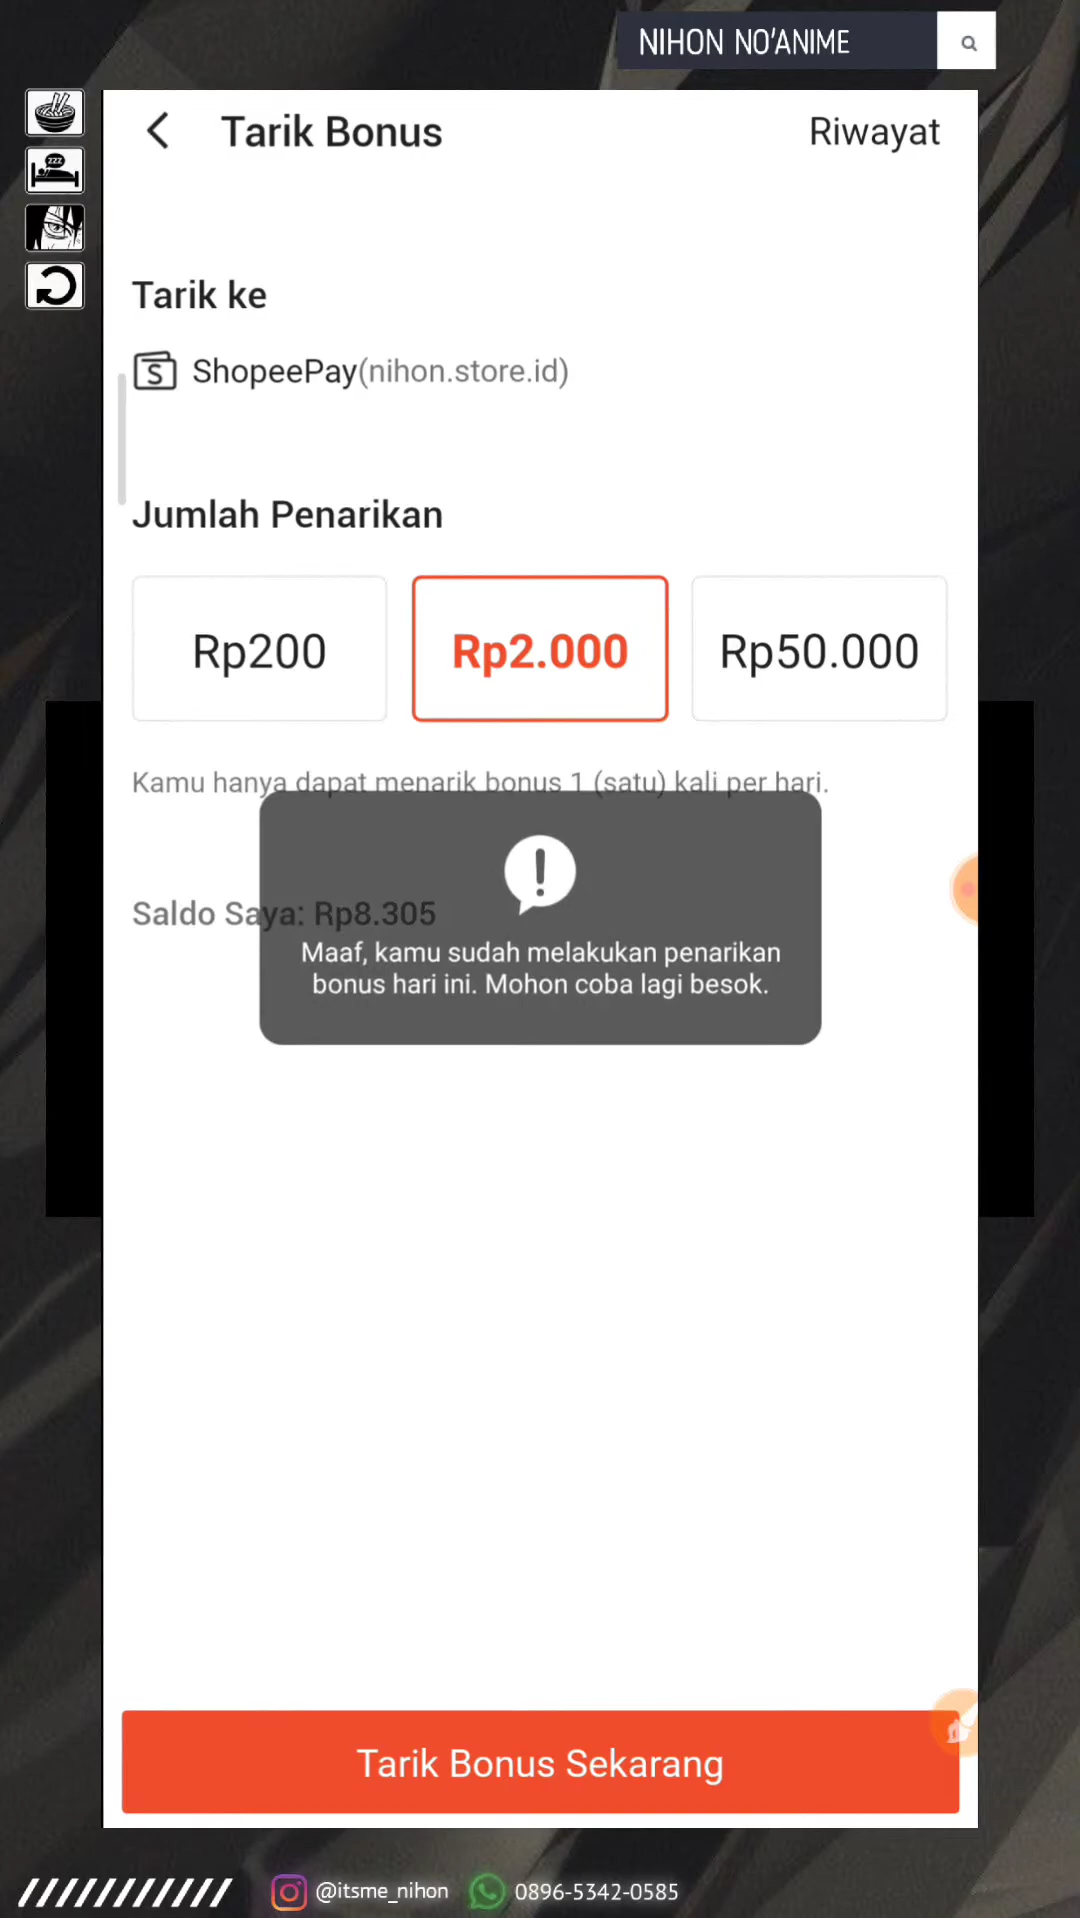 NIHON NO'ANIME
Tarik Bonus
Riwayat
Tarik ke
ShopeePay(nihon.store.id)
Jumlah Penarikan
Rp200
Rp2.000
Rp50.000
Kamu hanya dapat menarik bonus 1 (satu) kali per hari.
Saldo Saya: Rp8.305
Maaf, kamu sudah melakukan penarikan
bonus hari ini. Mohon coba lagi besok.
Tarik Bonus Sekarang
@itsme_nihon
0896-5342-0585